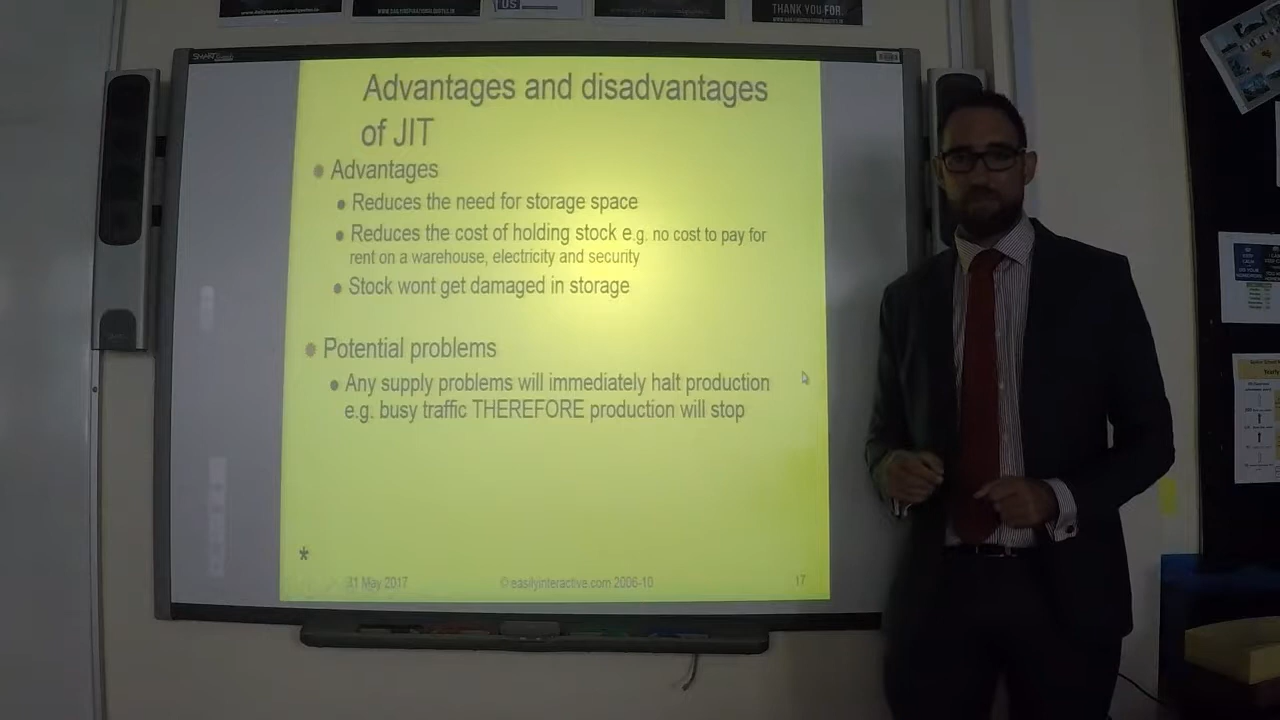 THANK YOU FOR
SMART
Advantages and disadvantages
of JIT
Advantages
Reduces the need for storage space
Reduces the cost of holding stock e.g. no cost to pay for
rent on a warehouse, electricity and security
Stock wont get damaged in storage
Potential problems
Any supply problems will immediately halt production
e.g. busy traffic THEREFORE production will stop
*
31 May 2017
© easilyinteractive.com 2006-10
17